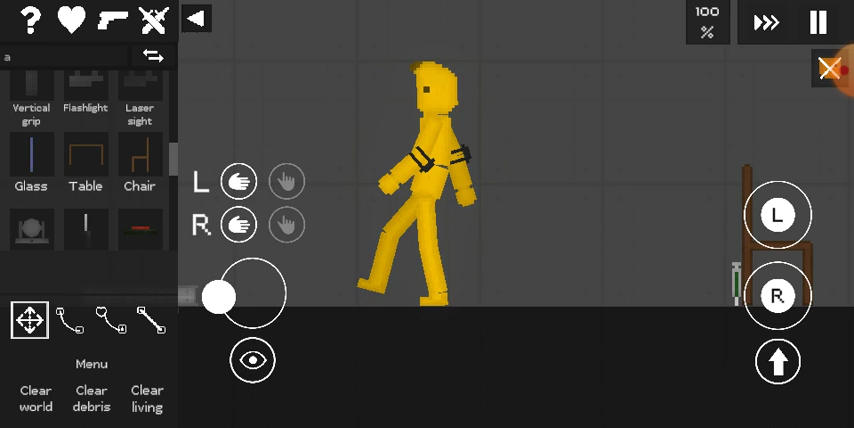 ?
100
%
a
Vertical
grip
Flashlight
Laser
sight
Glass
Table
Chair
L
R
L
R
Menu
Clear
world
Clear
debris
Clear
living